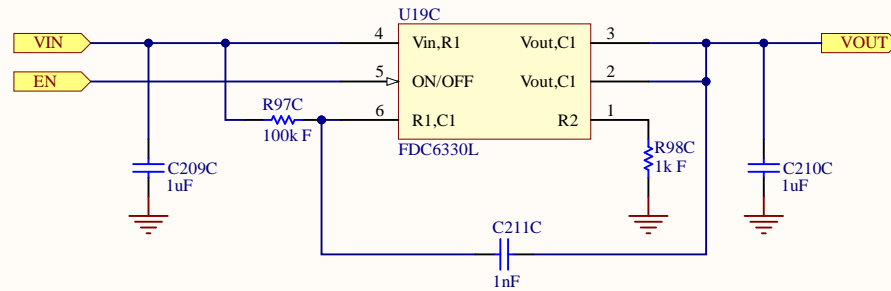 U19C
VIN
4
Vin,R1
Vout,C1
3
VOUT
EN
5
ON/OFF
Vout,C1
2
R97C
100k F
6
R1,C1
R2
1
FDC6330L
R98C
1k F
C209C
1uF
C210C
1uF
C211C
1nF